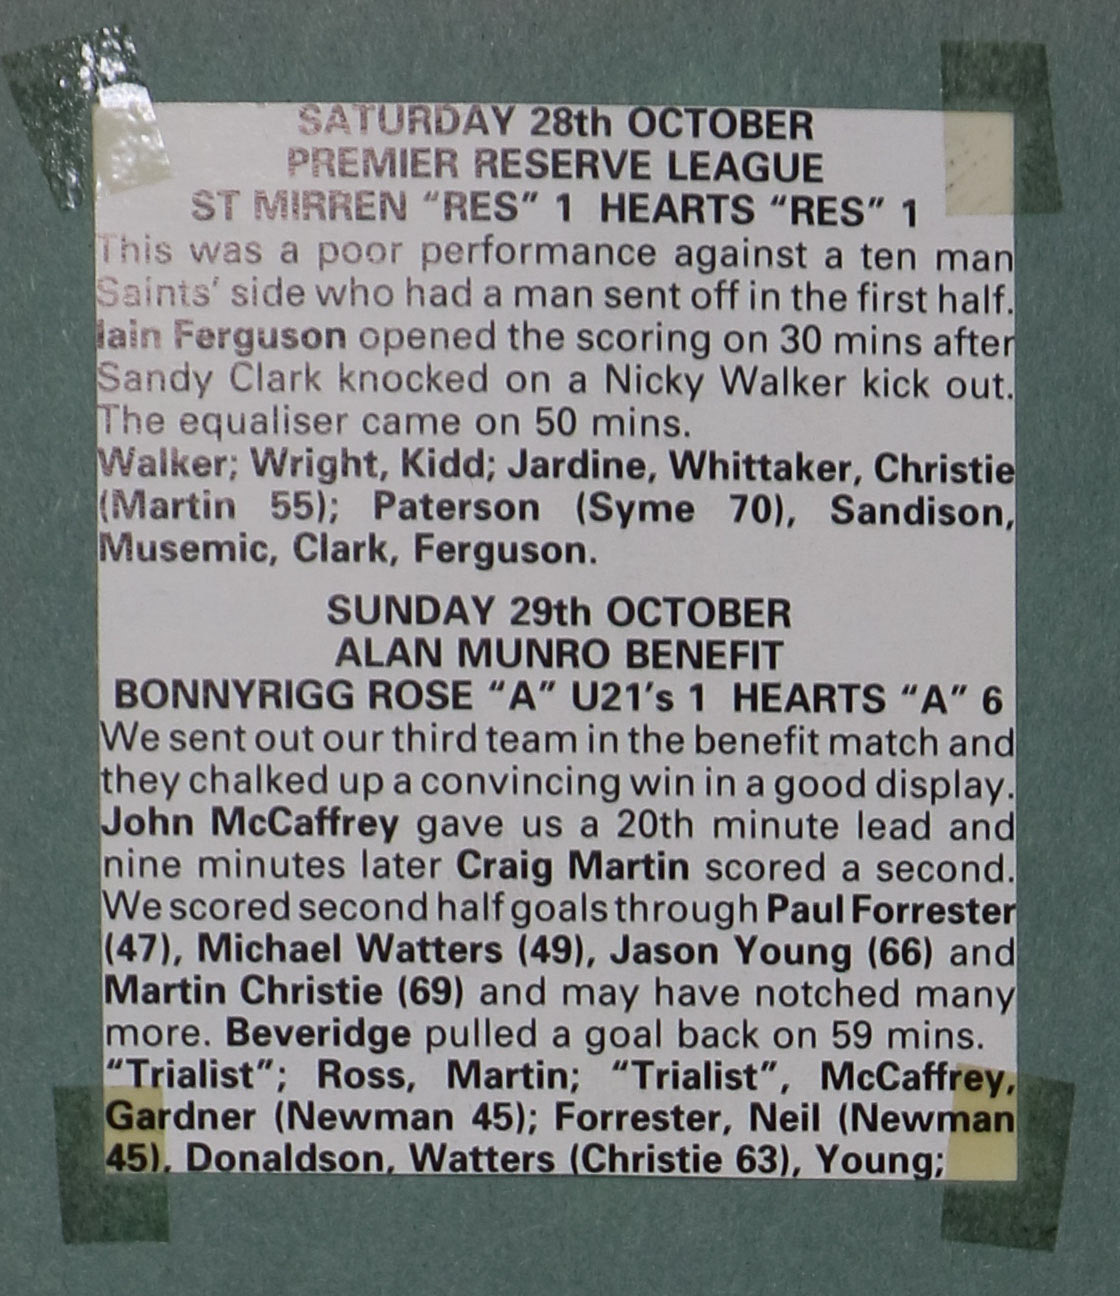 SATURDAY 28th OCTOBER
PREMIER RESERVE LEAGUE
ST MIRREN “RES” 1 HEARTS “RES” 1
This was a poor performance against a ten man
Saints’ side who had a man sent off in the first half.
Iain Ferguson opened the scoring on 30 mins after
Sandy Clark knocked on a Nicky Walker kick out.
The equaliser came on 50 mins.
Walker; Wright, Kidd; Jardine, Whittaker, Christie
(Martin 55); Paterson (Syme 70), Sandison,
Musemic, Clark, Ferguson.
SUNDAY 29th OCTOBER
ALAN MUNRO BENEFIT
BONNYRIGG ROSE “A” U21’s 1 HEARTS “A” 6
We sent out our third team in the benefit match and
they chalked up a convincing win in a good display.
John McCaffrey gave us a 20th minute lead and
nine minutes later Craig Martin scored a second.
We scored second half goals through Paul Forrester
(47), Michael Watters (49), Jason Young (66) and
Martin Christie (69) and may have notched many
more. Beveridge pulled a goal back on 59 mins.
“Trialist”; Ross, Martin; “Trialist”, McCaffrey,
Gardner (Newman 45); Forrester, Neil (Newman
45), Donaldson, Watters (Christie 63), Young;